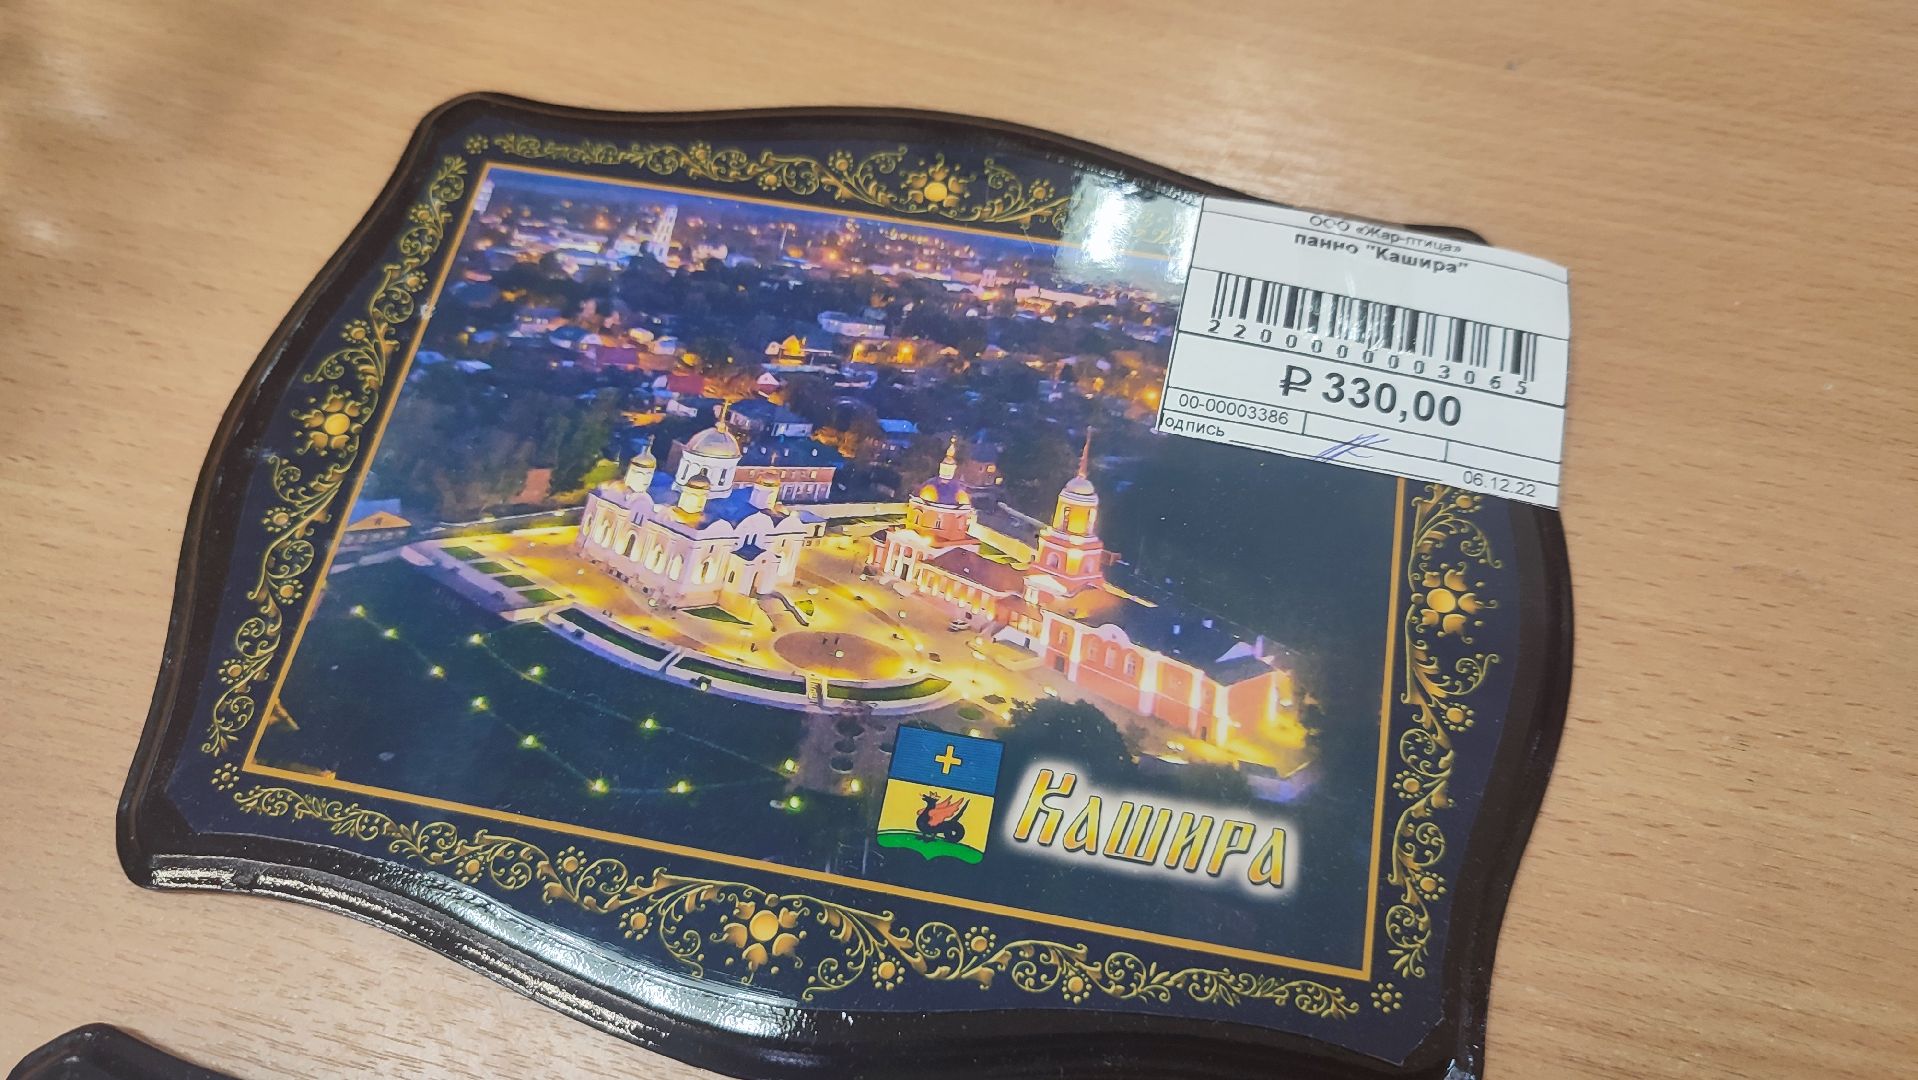 ООО «Жар-птица»
панно "Кашира"
2200000003065
₽ 330,00
00-00003386
одпись
06.12.22
Кашира